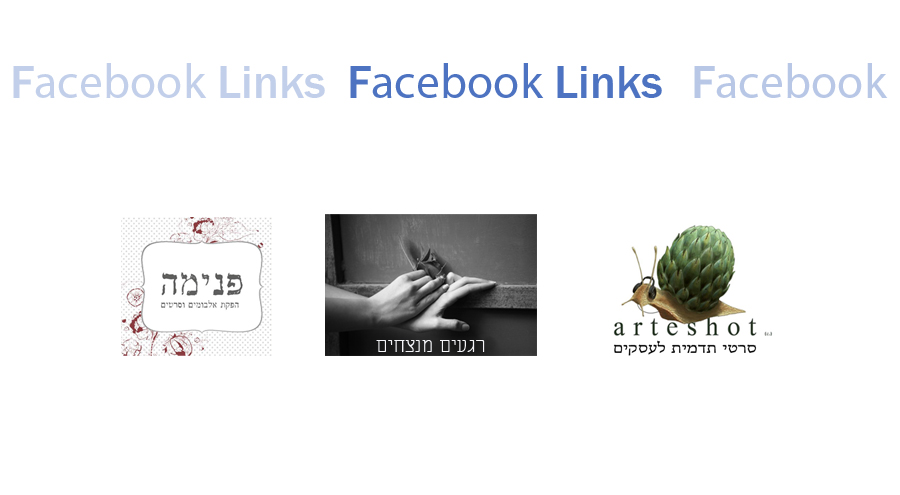 Facebook Links Facebook Links Facebook
פנימה
הפקת אלבומים וסרטים
רגעים מנצחים
arteshot
סרטי תדמית לעסקים